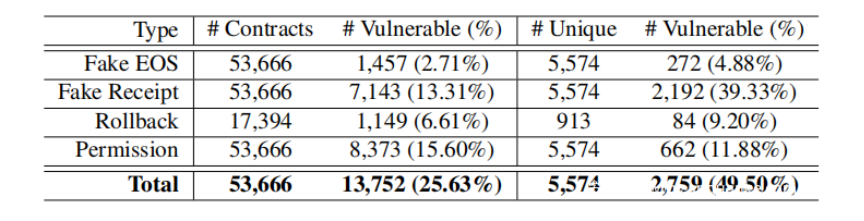 Type # Contracts # Vulnerable (%) # Unique # Vulnerable (%)
Fake EOS 53,666 1,457 (2.71%) 5,574 272 (4.88%)
Fake Receipt 53,666 7,143 (13.31%) 5,574 2,192 (39.33%)
Rollback 17,394 1,149 (6.61%) 913 84 (9.20%)
Permission 53,666 8,373 (15.60%) 5,574 662 (11.88%)
Total 53,666 13,752 (25.63%) 5,574 2,759 (49.50%)